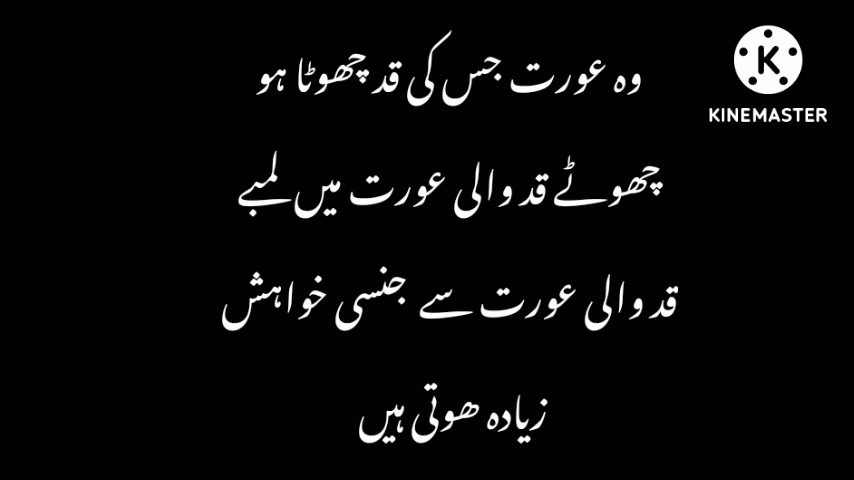 وہ عورت جس کی قد چھوٹا ہو
KINEMASTER
چھوٹے قد والی عورت میں لمبے
قد والی عورت سے جنسی خواہش
زیادہ ھوتی ہیں